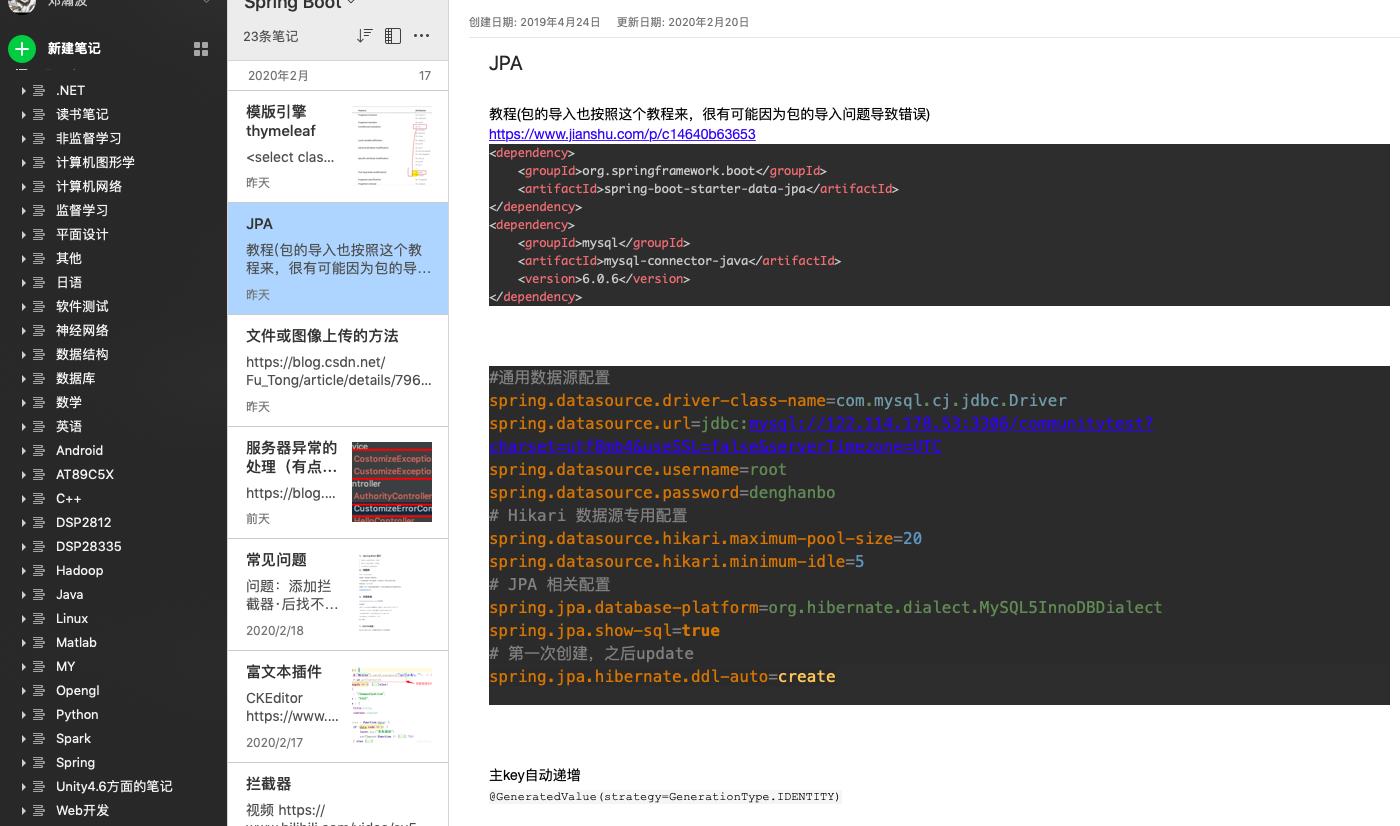 邓瀚波
新建笔记
.NET
读书笔记
非监督学习
计算机图形学
计算机网络
监督学习
平面设计
其他
日语
软件测试
神经网络
数据结构
数据库
数学
英语
Android
AT89C5X
C++
DSP2812
DSP28335
Hadoop
Java
Linux
Matlab
MY
Opengl
Python
Spark
Spring
Unity4.6方面的笔记
Web开发
Spring Boot
23条笔记
2020年2月 17
模版引擎
thymeleaf
<select clas...
昨天
JPA
教程(包的导入也按照这个教
程来，很有可能因为包的导...
昨天
文件或图像上传的方法
https://blog.csdn.net/
Fu_Tong/article/details/796...
昨天
服务器异常的
处理（有点...
https://blog....
前天
vice
CustomizeExceptio
CustomizeExceptio
ntroller
AuthorityController
CustomizeErrorCon
HelloController
常见问题
问题：添加拦
截器·后找不...
2020/2/18
富文本插件
CKEditor
https://www....
2020/2/17
拦截器
视频 https://
创建日期: 2019年4月24日 更新日期: 2020年2月20日
JPA
教程(包的导入也按照这个教程来，很有可能因为包的导入问题导致错误)
https://www.jianshu.com/p/c14640b63653
<dependency>
<groupId>org.springframework.boot</groupId>
<artifactId>spring-boot-starter-data-jpa</artifactId>
</dependency>
<dependency>
<groupId>mysql</groupId>
<artifactId>mysql-connector-java</artifactId>
<version>6.0.6</version>
</dependency>
#通用数据源配置
spring.datasource.driver-class-name=com.mysql.cj.jdbc.Driver
spring.datasource.url=jdbc:mysql://122.114.178.53:3306/communitytest?
charset=utf8mb4&useSSL=false&serverTimezone=UTC
spring.datasource.username=root
spring.datasource.password=denghanbo
# Hikari 数据源专用配置
spring.datasource.hikari.maximum-pool-size=20
spring.datasource.hikari.minimum-idle=5
# JPA 相关配置
spring.jpa.database-platform=org.hibernate.dialect.MySQL5InnoDBDialect
spring.jpa.show-sql=true
# 第一次创建，之后update
spring.jpa.hibernate.ddl-auto=create
主key自动递增
@GeneratedValue(strategy=GenerationType.IDENTITY)